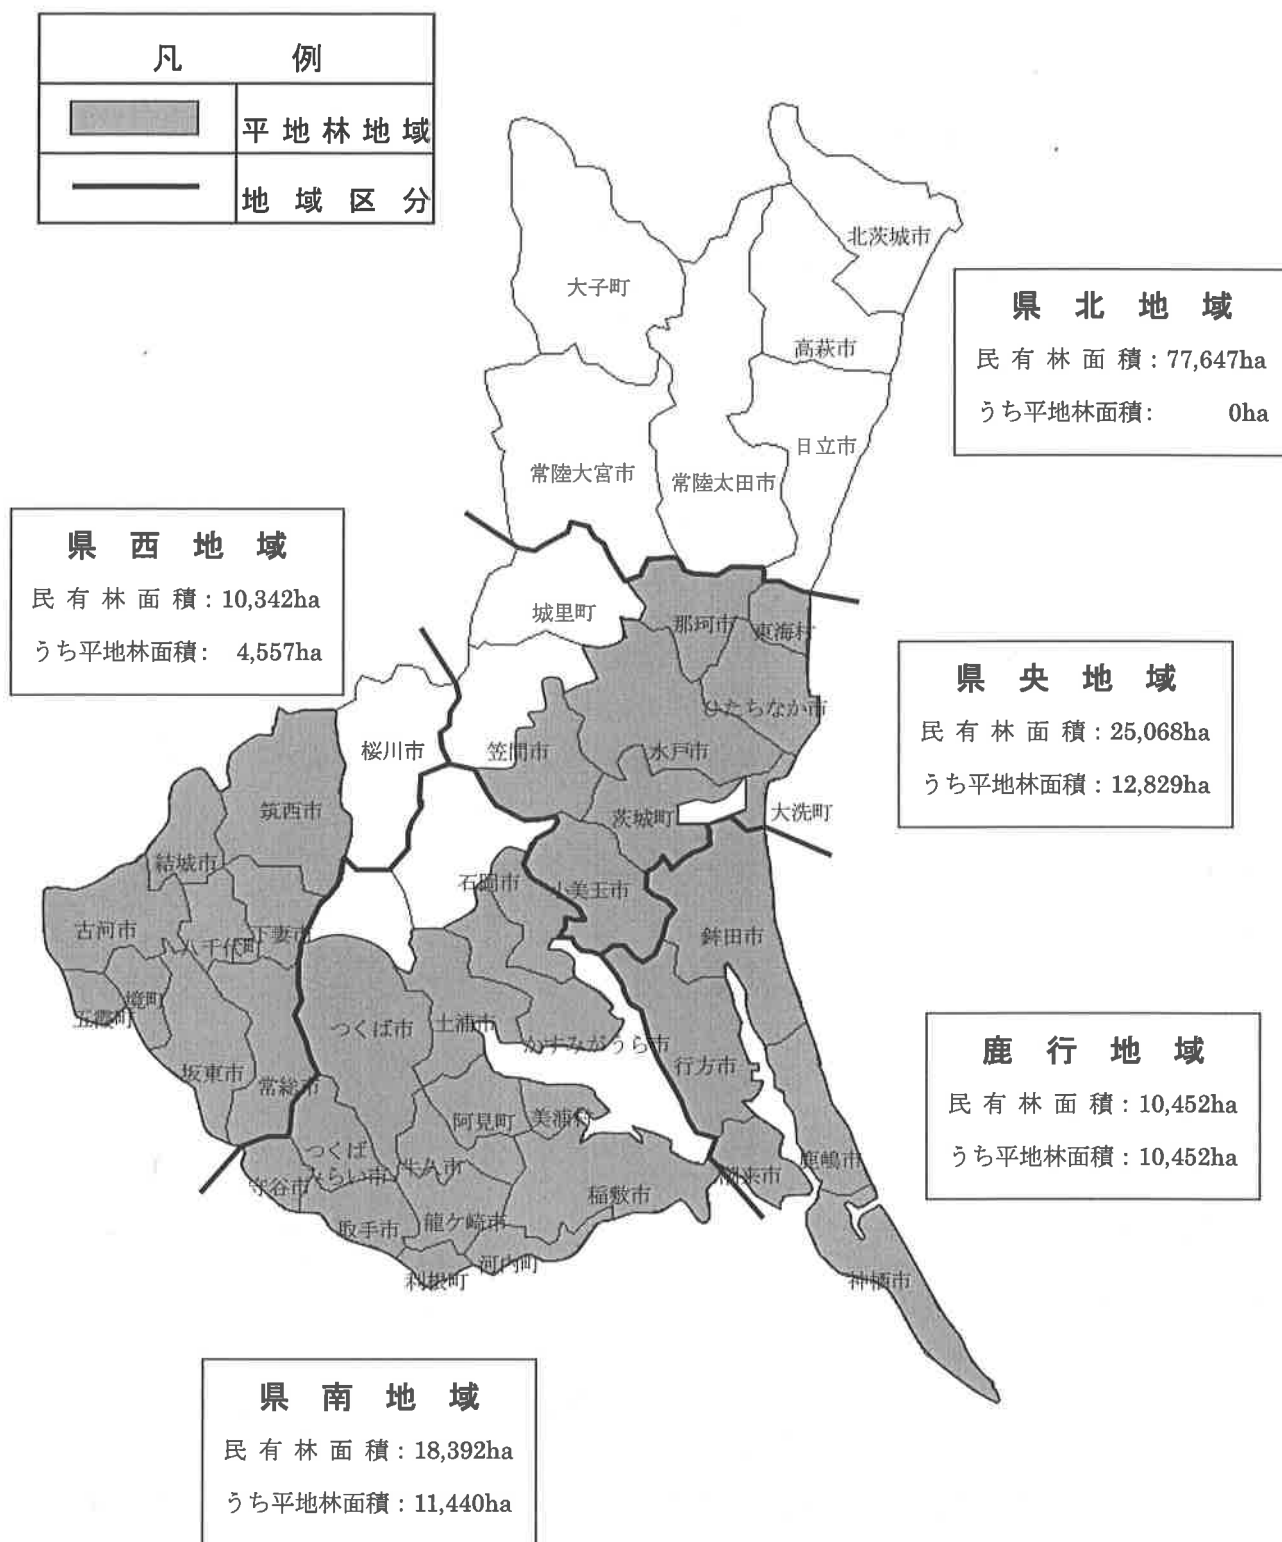 凡 例
平地林地域
地域区分
北茨城市
大子町
県北地域
民有林面積：77,647ha
うち平地林面積： 0ha
高萩市
日立市
常陸大宮市
常陸太田市
県西地域
民有林面積：10,342ha
うち平地林面積： 4,557ha
城里町
那珂市
東海村
県央地域
民有林面積：25,068ha
うち平地林面積：12,829ha
ひたちなか市
桜川市
笠間市
水戸市
筑西市
茨城町
大洗町
結城市
石岡市
小美玉市
古河市
八千代町
下妻市
鉾田市
境町
五霞町
つくば市
土浦市
かすみがうら市
行方市
鹿行地域
民有林面積：10,452ha
うち平地林面積：10,452ha
坂東市
常総市
阿見町
美浦村
つくば
みらい市
牛久市
守谷市
稲敷市
潮来市
鹿嶋市
取手市
龍ケ崎市
利根町
河内町
神栖市
県南地域
民有林面積：18,392ha
うち平地林面積：11,440ha